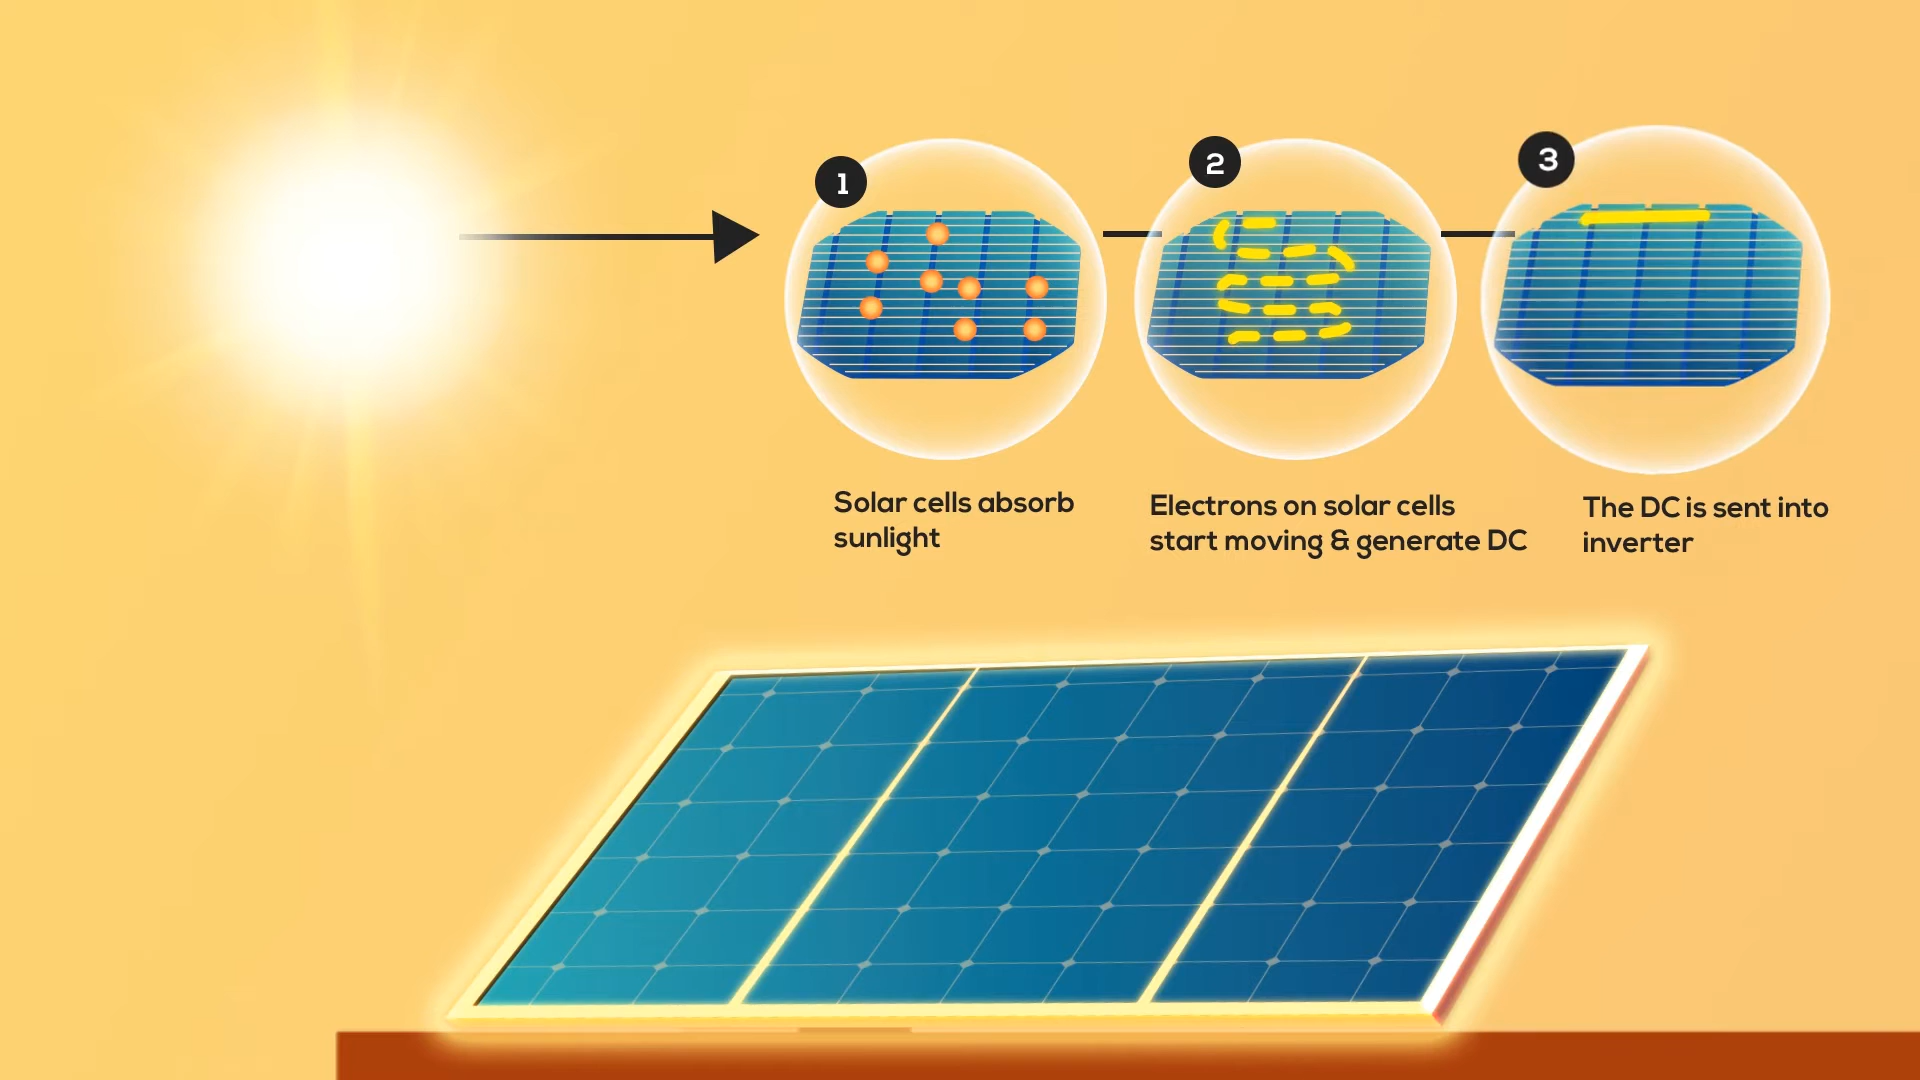 1
2
3
Solar cells absorb
sunlight
Electrons on solar cells
start moving & generate DC
The DC is sent into
inverter